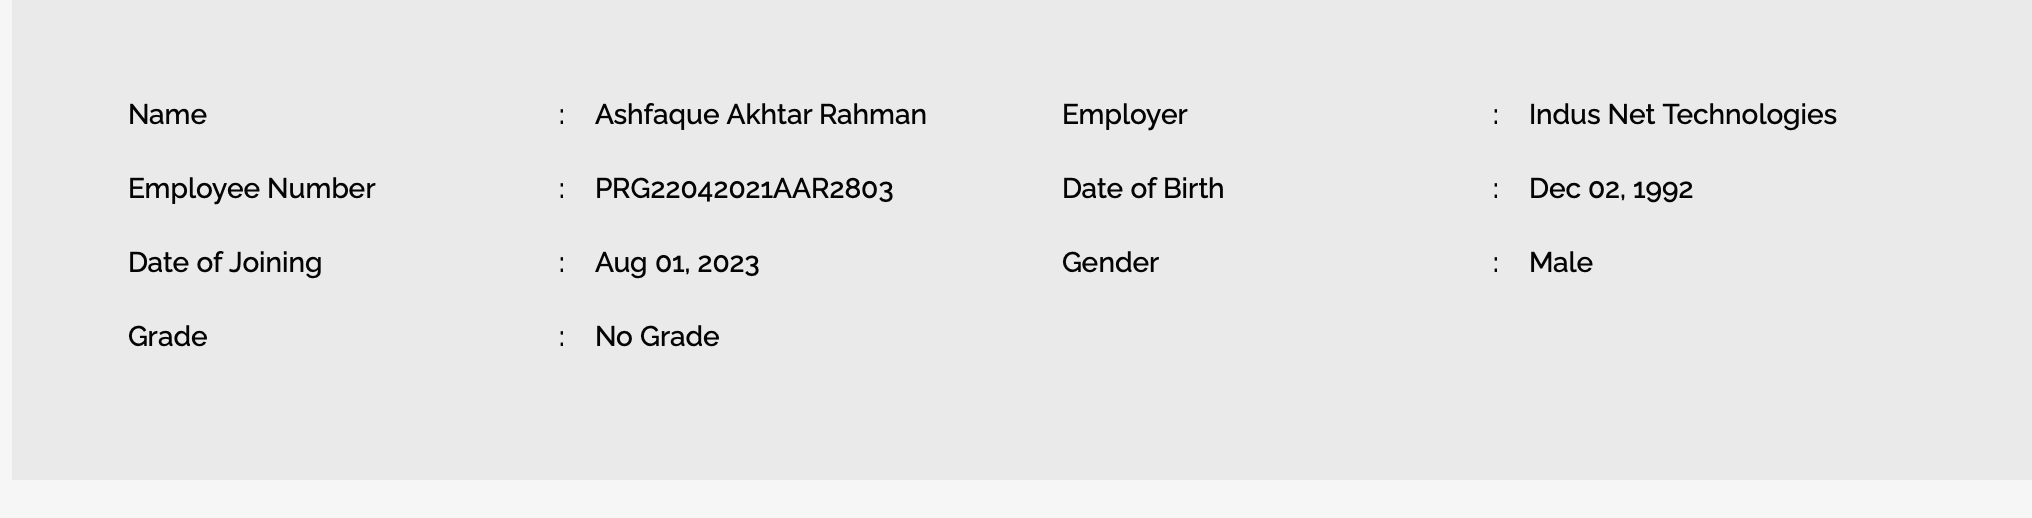 Name : Ashfaque Akhtar Rahman Employer : Indus Net Technologies
Employee Number : PRG22042021AAR2803 Date of Birth : Dec 02, 1992
Date of Joining : Aug 01, 2023 Gender : Male
Grade : No Grade